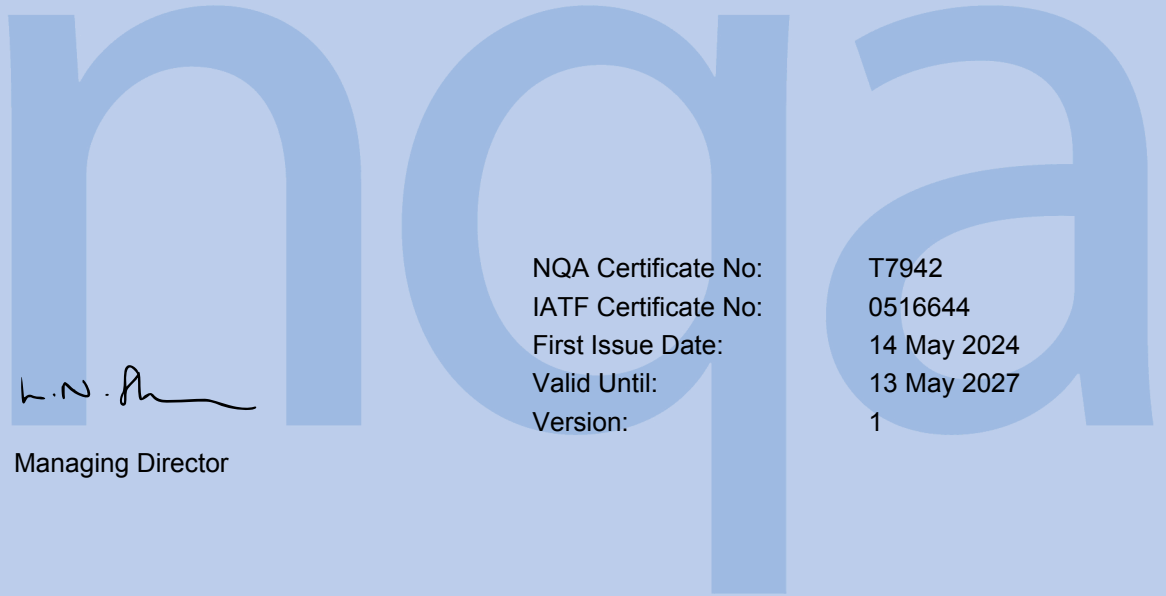 nqa
NQA Certificate No: T7942
IATF Certificate No: 0516644
First Issue Date: 14 May 2024
Valid Until: 13 May 2027
Version: 1
L.N.
Managing Director